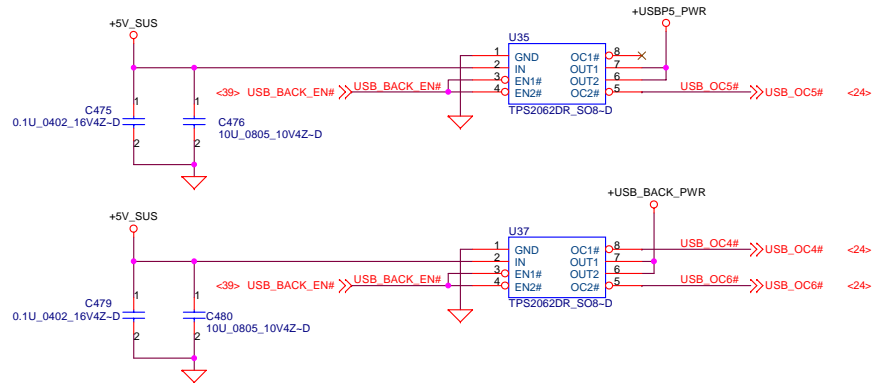 +5V_SUS
+USBP5_PWR
U35
1 GND OC1# 8
2 IN OUT1 7
3 EN1# OUT2 6
4 EN2# OC2# 5
TPS2062DR_SO8~D
<39> USB_BACK_EN# USB_BACK_EN#
USB_OC5# USB_OC5# <24>
1
C475
0.1U_0402_16V4Z~D
2
1
C476
10U_0805_10V4Z~D
2
+5V_SUS
+USB_BACK_PWR
U37
1 GND OC1# 8
2 IN OUT1 7
3 EN1# OUT2 6
4 EN2# OC2# 5
TPS2062DR_SO8~D
USB_OC4# USB_OC4# <24>
<39> USB_BACK_EN# USB_BACK_EN#
USB_OC6# USB_OC6# <24>
1
C479
0.1U_0402_16V4Z~D
2
1
C480
10U_0805_10V4Z~D
2